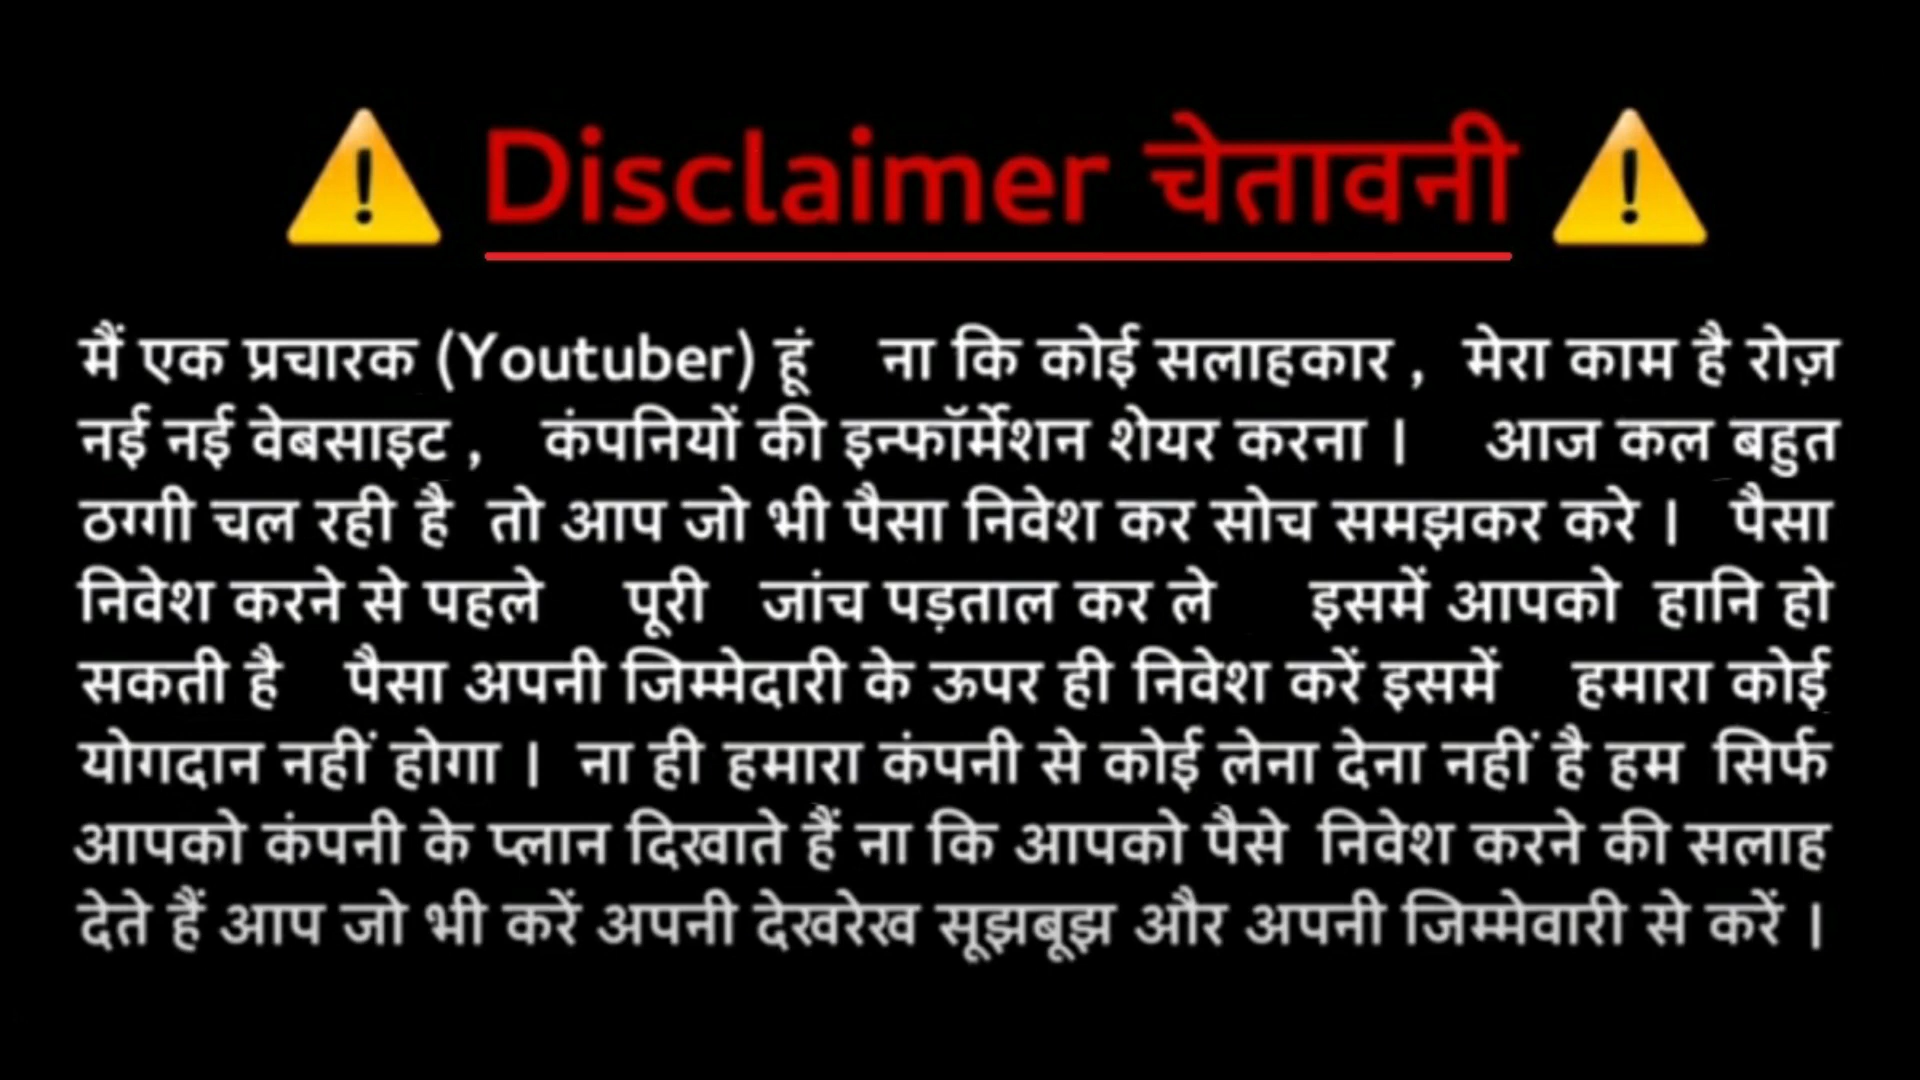 ⚠ Disclaimer चेतावनी ⚠
मैं एक प्रचारक (Youtuber) हूं ना कि कोई सलाहकार , मेरा काम है रोज़
नई नई वेबसाइट , कंपनियों की इन्फॉर्मेशन शेयर करना । आज कल बहुत
ठग्गी चल रही है तो आप जो भी पैसा निवेश कर सोच समझकर करे । पैसा
निवेश करने से पहले पूरी जांच पड़ताल कर ले इसमें आपको हानि हो
सकती है पैसा अपनी जिम्मेदारी के ऊपर ही निवेश करें इसमें हमारा कोई
योगदान नहीं होगा । ना ही हमारा कंपनी से कोई लेना देना नहीं है हम सिर्फ
आपको कंपनी के प्लान दिखाते हैं ना कि आपको पैसे निवेश करने की सलाह
देते हैं आप जो भी करें अपनी देखरेख सूझबूझ और अपनी जिम्मेवारी से करें ।